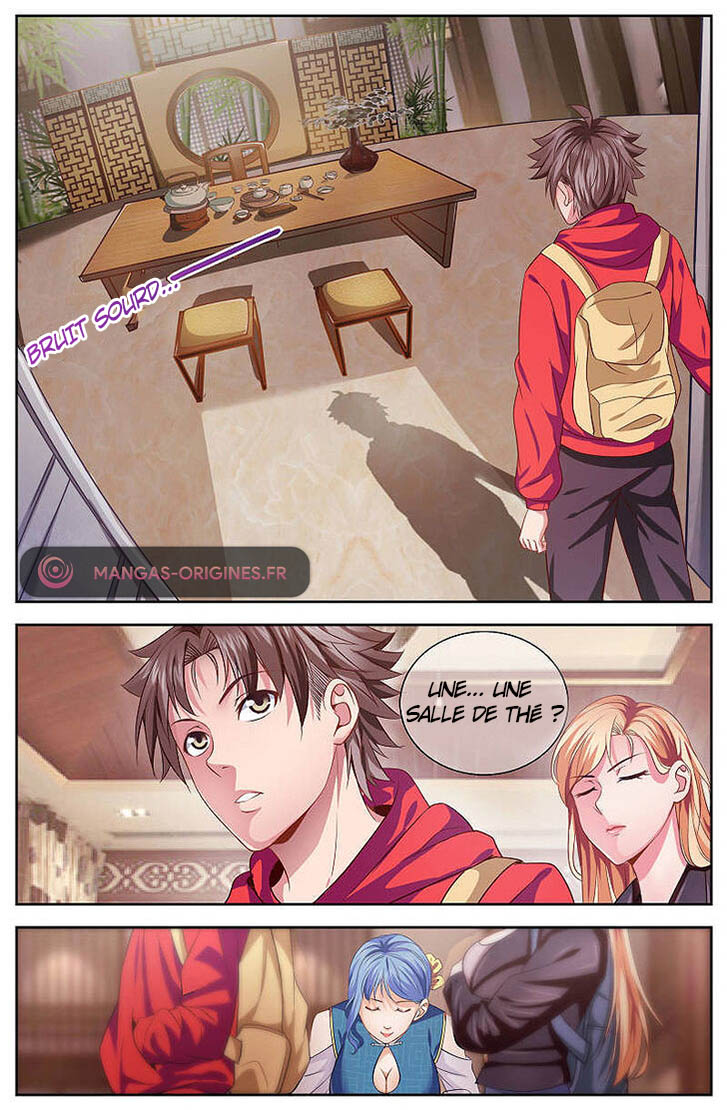 BRUIT SOURD...
MANGAS-ORIGINES.FR
UNE... UNE
SALLE DE THÉ ?